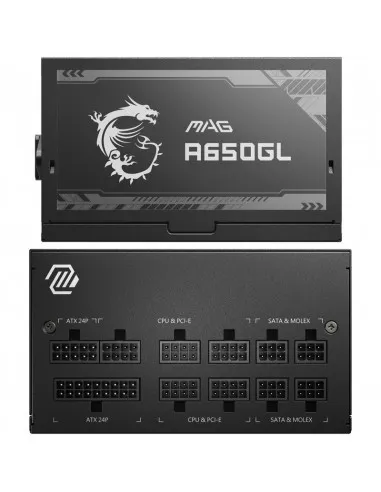 MAG
A650GL
ATX 24P
CPU & PCI-E
SATA & MOLEX
ATX 24P
CPU & PCI-E
SATA & MOLEX